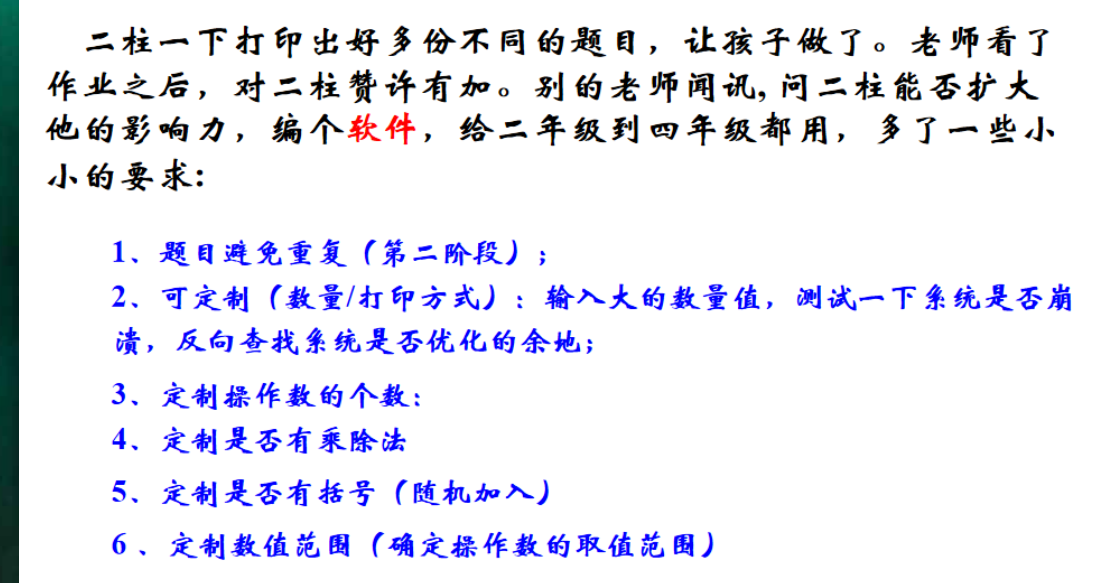 二柱一下打印出好多份不同的题目，让孩子做了。老师看了
作业之后，对二柱赞许有加。别的老师闻讯,问二柱能否扩大
他的影响力，编个软件，给二年级到四年级都用，多了一些小
小的要求:
1、题目避免重复（第二阶段）；
2、可定制（数量/打印方式）：输入大的数量值，测试一下系统是否崩
溃，反向查找系统是否优化的余地；
3、定制操作数的个数：
4、定制是否有乘除法
5、定制是否有括号（随机加入）
6 、定制数值范围（确定操作数的取值范围）